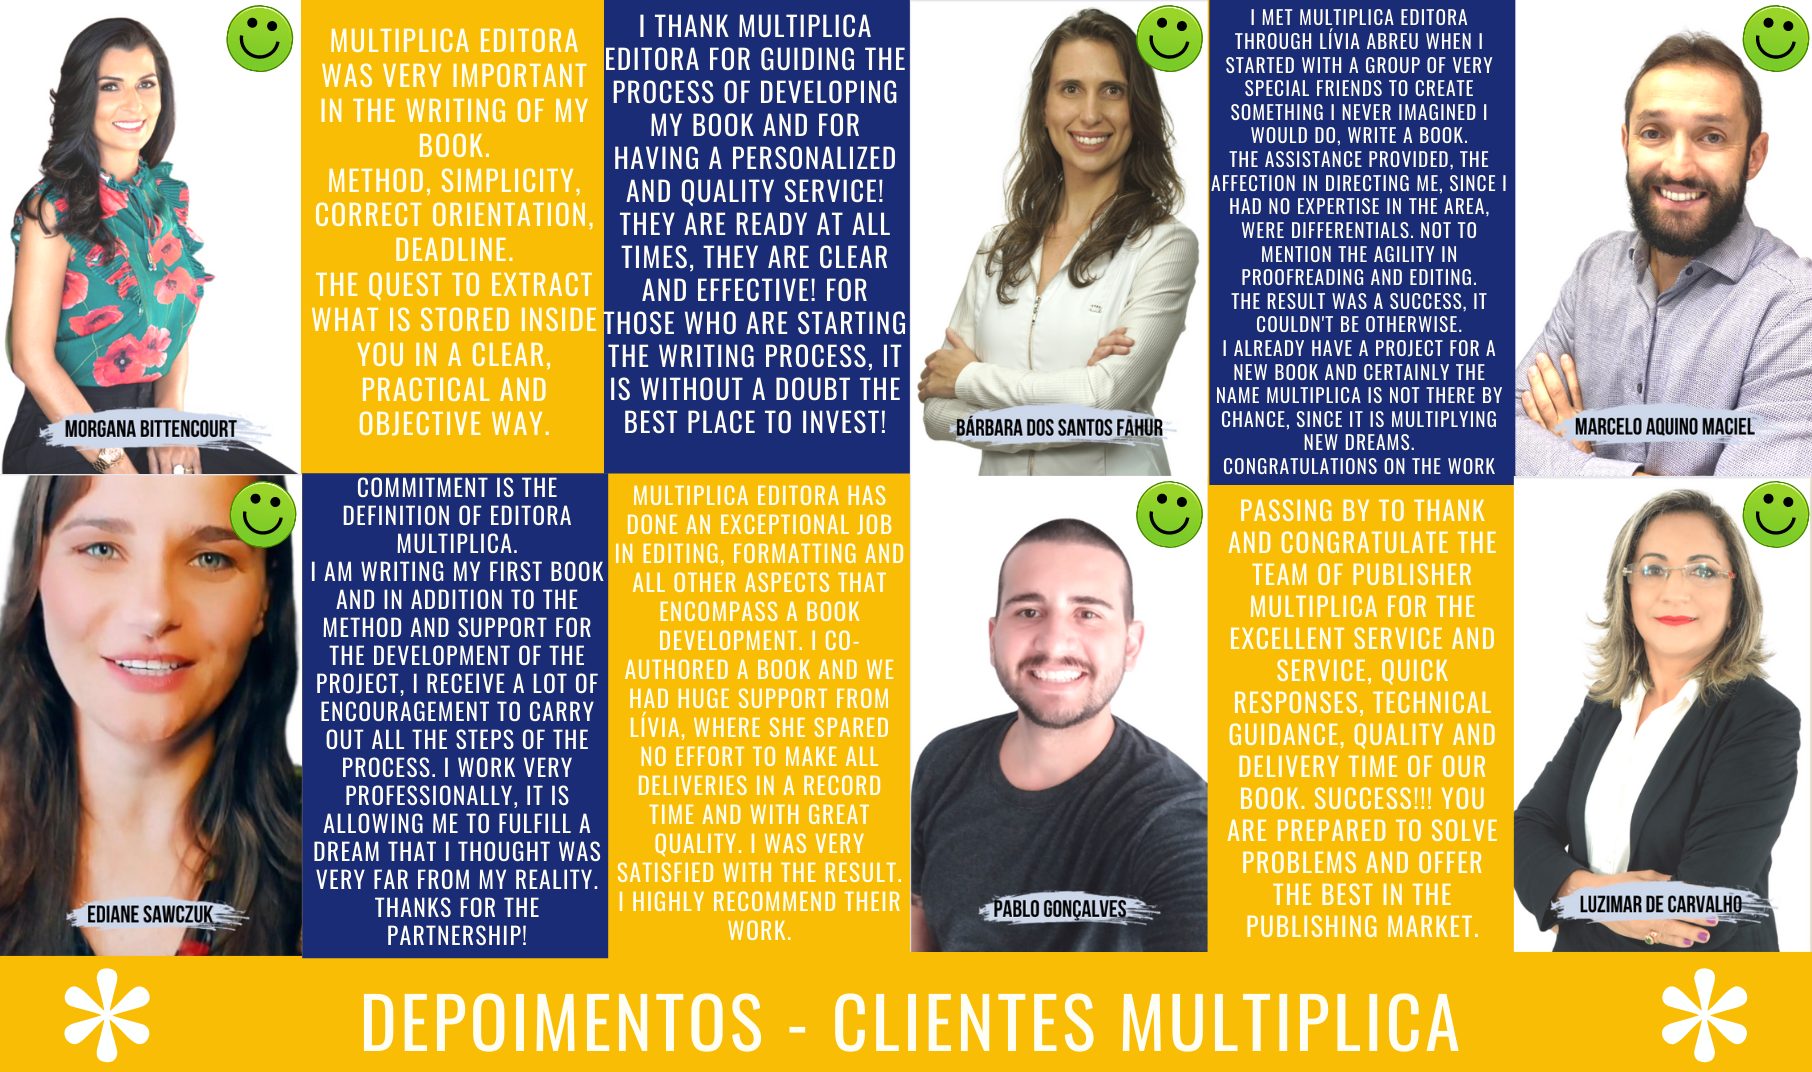 MULTIPLICA EDITORA
WAS VERY IMPORTANT
IN THE WRITING OF MY
BOOK.
METHOD, SIMPLICITY,
CORRECT ORIENTATION,
DEADLINE.
THE QUEST TO EXTRACT
WHAT IS STORED INSIDE
YOU IN A CLEAR,
PRACTICAL AND
OBJECTIVE WAY.
MORGANA BITTENCOURT
I THANK MULTIPLICA
EDITORA FOR GUIDING THE
PROCESS OF DEVELOPING
MY BOOK AND FOR
HAVING A PERSONALIZED
AND QUALITY SERVICE!
THEY ARE READY AT ALL
TIMES, THEY ARE CLEAR
AND EFFECTIVE! FOR
THOSE WHO ARE STARTING
THE WRITING PROCESS, IT
IS WITHOUT A DOUBT THE
BEST PLACE TO INVEST!
BÁRBARA DOS SANTOS FAHUR
I MET MULTIPLICA EDITORA
THROUGH LÍVIA ABREU WHEN I
STARTED WITH A GROUP OF VERY
SPECIAL FRIENDS TO CREATE
SOMETHING I NEVER IMAGINED I
WOULD DO, WRITE A BOOK.
THE ASSISTANCE PROVIDED, THE
AFFECTION IN DIRECTING ME, SINCE I
HAD NO EXPERTISE IN THE AREA,
WERE DIFFERENTIALS. NOT TO
MENTION THE AGILITY IN
PROOFREADING AND EDITING.
THE RESULT WAS A SUCCESS, IT
COULDN'T BE OTHERWISE.
I ALREADY HAVE A PROJECT FOR A
NEW BOOK AND CERTAINLY THE
NAME MULTIPLICA IS NOT THERE BY
CHANCE, SINCE IT IS MULTIPLYING
NEW DREAMS.
CONGRATULATIONS ON THE WORK
MARCELO AQUINO MACIEL
EDIANE SAWCZUK
COMMITMENT IS THE
DEFINITION OF EDITORA
MULTIPLICA.
I AM WRITING MY FIRST BOOK
AND IN ADDITION TO THE
METHOD AND SUPPORT FOR
THE DEVELOPMENT OF THE
PROJECT, I RECEIVE A LOT OF
ENCOURAGEMENT TO CARRY
OUT ALL THE STEPS OF THE
PROCESS. I WORK VERY
PROFESSIONALLY, IT IS
ALLOWING ME TO FULFILL A
DREAM THAT I THOUGHT WAS
VERY FAR FROM MY REALITY.
THANKS FOR THE
PARTNERSHIP!
MULTIPLICA EDITORA HAS
DONE AN EXCEPTIONAL JOB
IN EDITING, FORMATTING AND
ALL OTHER ASPECTS THAT
ENCOMPASS A BOOK
DEVELOPMENT. I CO-
AUTHORED A BOOK AND WE
HAD HUGE SUPPORT FROM
LÍVIA, WHERE SHE SPARED
NO EFFORT TO MAKE ALL
DELIVERIES IN A RECORD
TIME AND WITH GREAT
QUALITY. I WAS VERY
SATISFIED WITH THE RESULT.
I HIGHLY RECOMMEND THEIR
WORK.
PABLO GONÇALVES
PASSING BY TO THANK
AND CONGRATULATE THE
TEAM OF PUBLISHER
MULTIPLICA FOR THE
EXCELLENT SERVICE AND
SERVICE, QUICK
RESPONSES, TECHNICAL
GUIDANCE, QUALITY AND
DELIVERY TIME OF OUR
BOOK. SUCCESS!!! YOU
ARE PREPARED TO SOLVE
PROBLEMS AND OFFER
THE BEST IN THE
PUBLISHING MARKET.
LUZIMAR DE CARVALHO
DEPOIMENTOS - CLIENTES MULTIPLICA